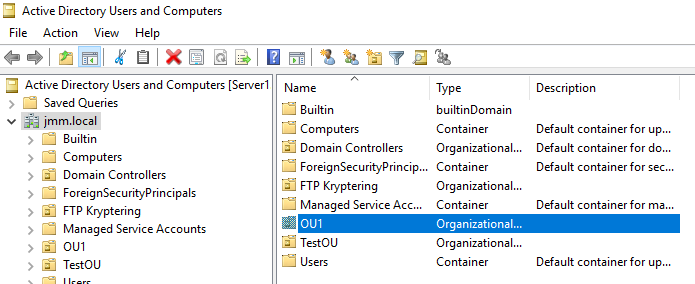 Active Directory Users and Computers
File Action View Help
Active Directory Users and Computers [Server1
Saved Queries
jmm.local
Builtin
Computers
Domain Controllers
ForeignSecurityPrincipals
FTP Kryptering
Managed Service Accounts
OU1
TestOU
Users
Name Type Description
Builtin builtinDomain
Computers Container Default container for up...
Domain Controllers Organizational... Default container for do...
ForeignSecurityPrincip... Container Default container for sec...
FTP Kryptering Organizational...
Managed Service Acc... Container Default container for ma...
OU1 Organizational...
TestOU Organizational...
Users Container Default container for up...